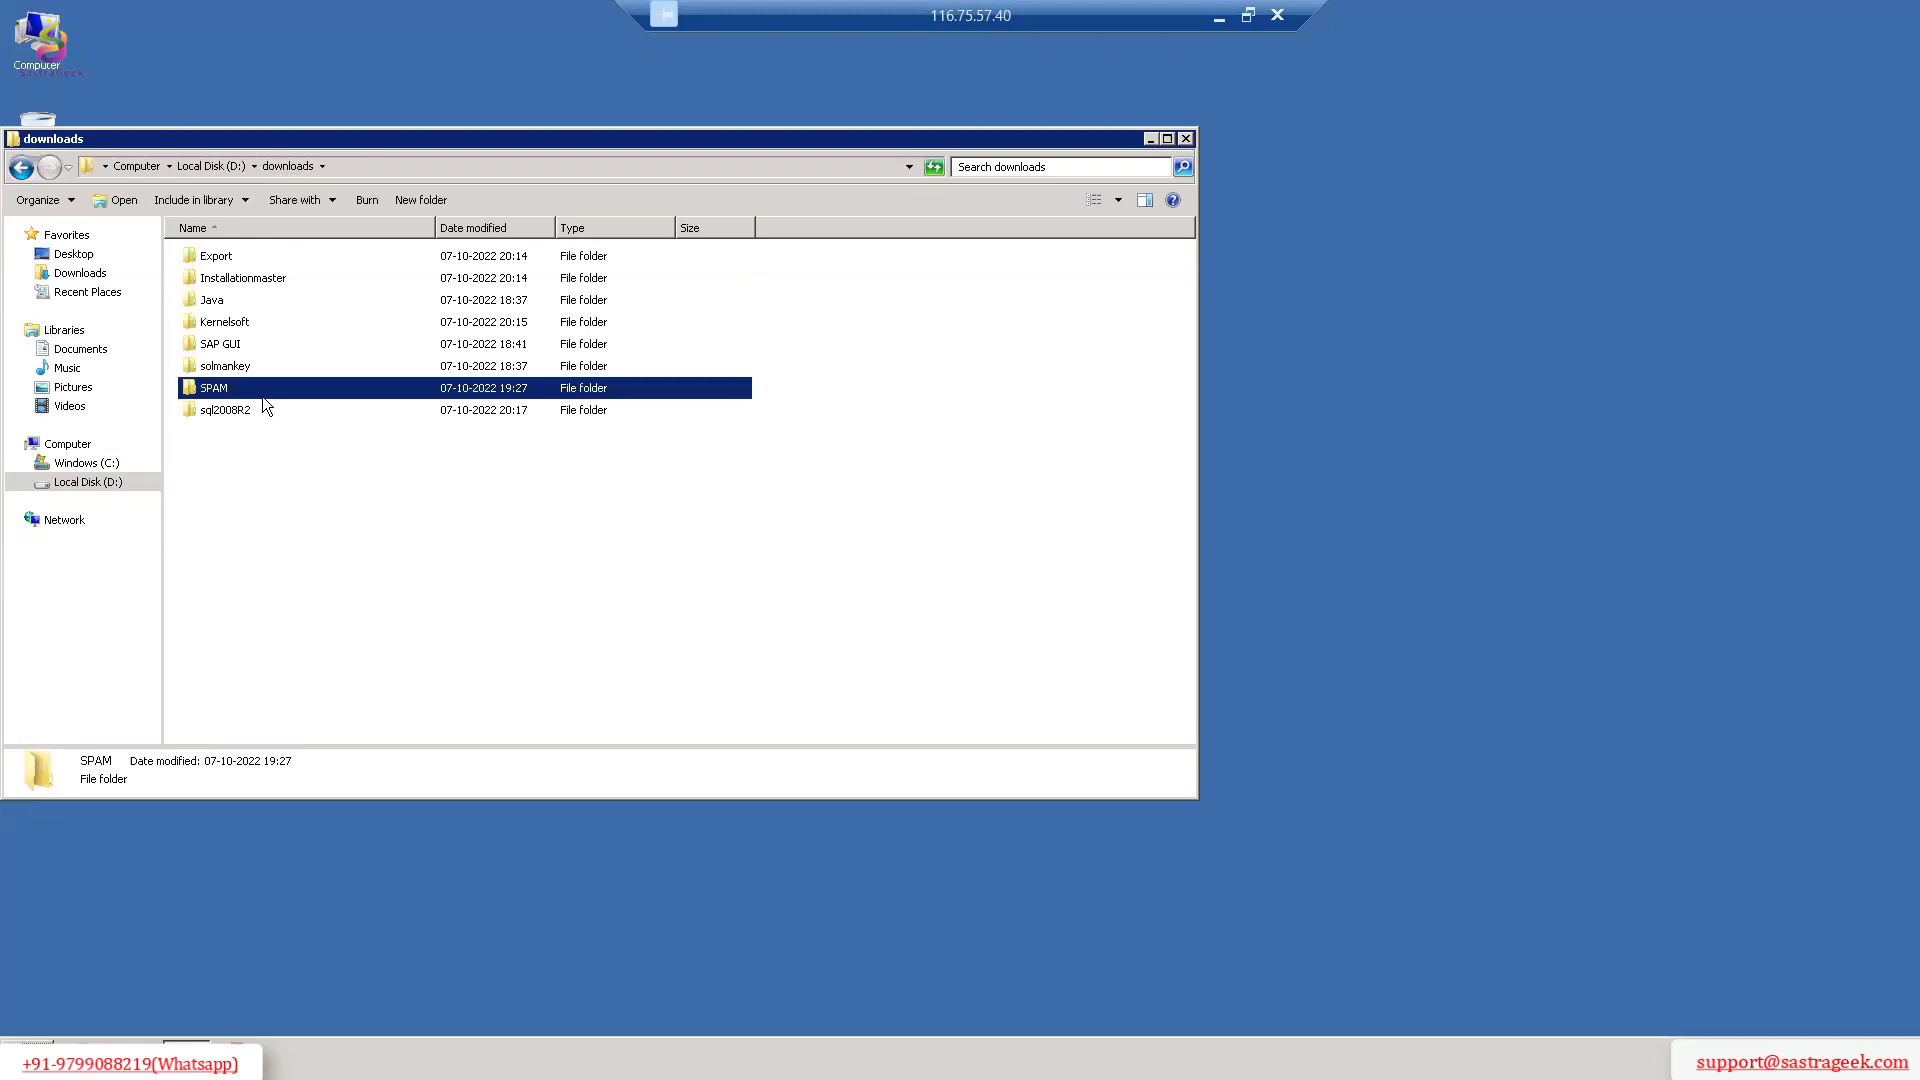 116.75.57.40
Computer
SastraGeek
downloads
Computer Local Disk (D:) downloads
Search downloads
Organize Open Include in library Share with Burn New folder
Name Date modified Type Size
Favorites
Desktop
Downloads
Recent Places
Libraries
Documents
Music
Pictures
Videos
Computer
Windows (C:)
Local Disk (D:)
Network
Export 07-10-2022 20:14 File folder
Installationmaster 07-10-2022 20:14 File folder
Java 07-10-2022 18:37 File folder
Kernelsoft 07-10-2022 20:15 File folder
SAP GUI 07-10-2022 18:41 File folder
solmankey 07-10-2022 18:37 File folder
SPAM 07-10-2022 19:27 File folder
sql2008R2 07-10-2022 20:17 File folder
SPAM Date modified: 07-10-2022 19:27
File folder
+91-9799088219(Whatsapp)
support@sastrageek.com